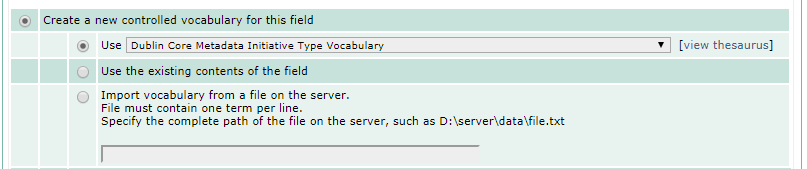 Create a new controlled vocabulary for this field
Use Dublin Core Metadata Initiative Type Vocabulary [view thesaurus]
Use the existing contents of the field
Import vocabulary from a file on the server.
File must contain one term per line.
Specify the complete path of the file on the server, such as D:\server\data\file.txt